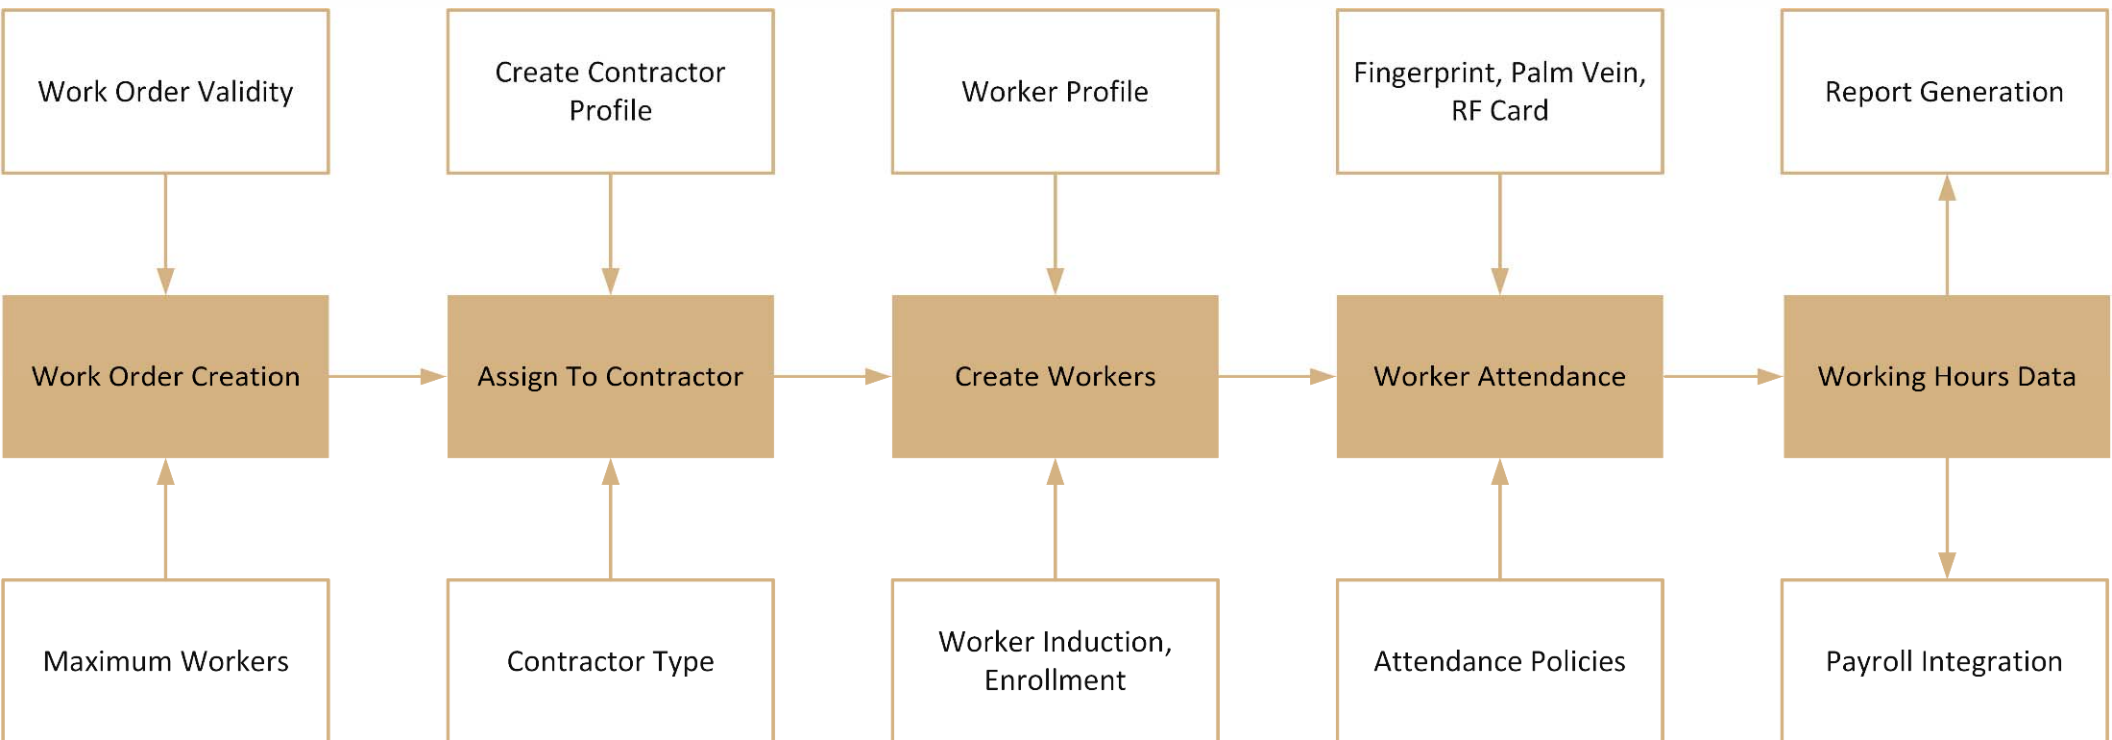 Work Order Validity
Create Contractor
Profile
Worker Profile
Fingerprint, Palm Vein,
RF Card
Report Generation
Work Order Creation
Assign To Contractor
Create Workers
Worker Attendance
Working Hours Data
Maximum Workers
Contractor Type
Worker Induction,
Enrollment
Attendance Policies
Payroll Integration